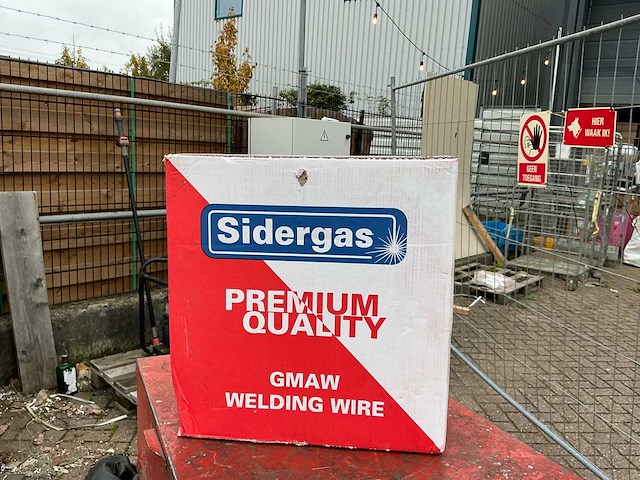 Sidergas
PREMIUM
QUALITY
GMAW
WELDING WIRE
GEEN
TOEGANG
HIER
WAAK IK!